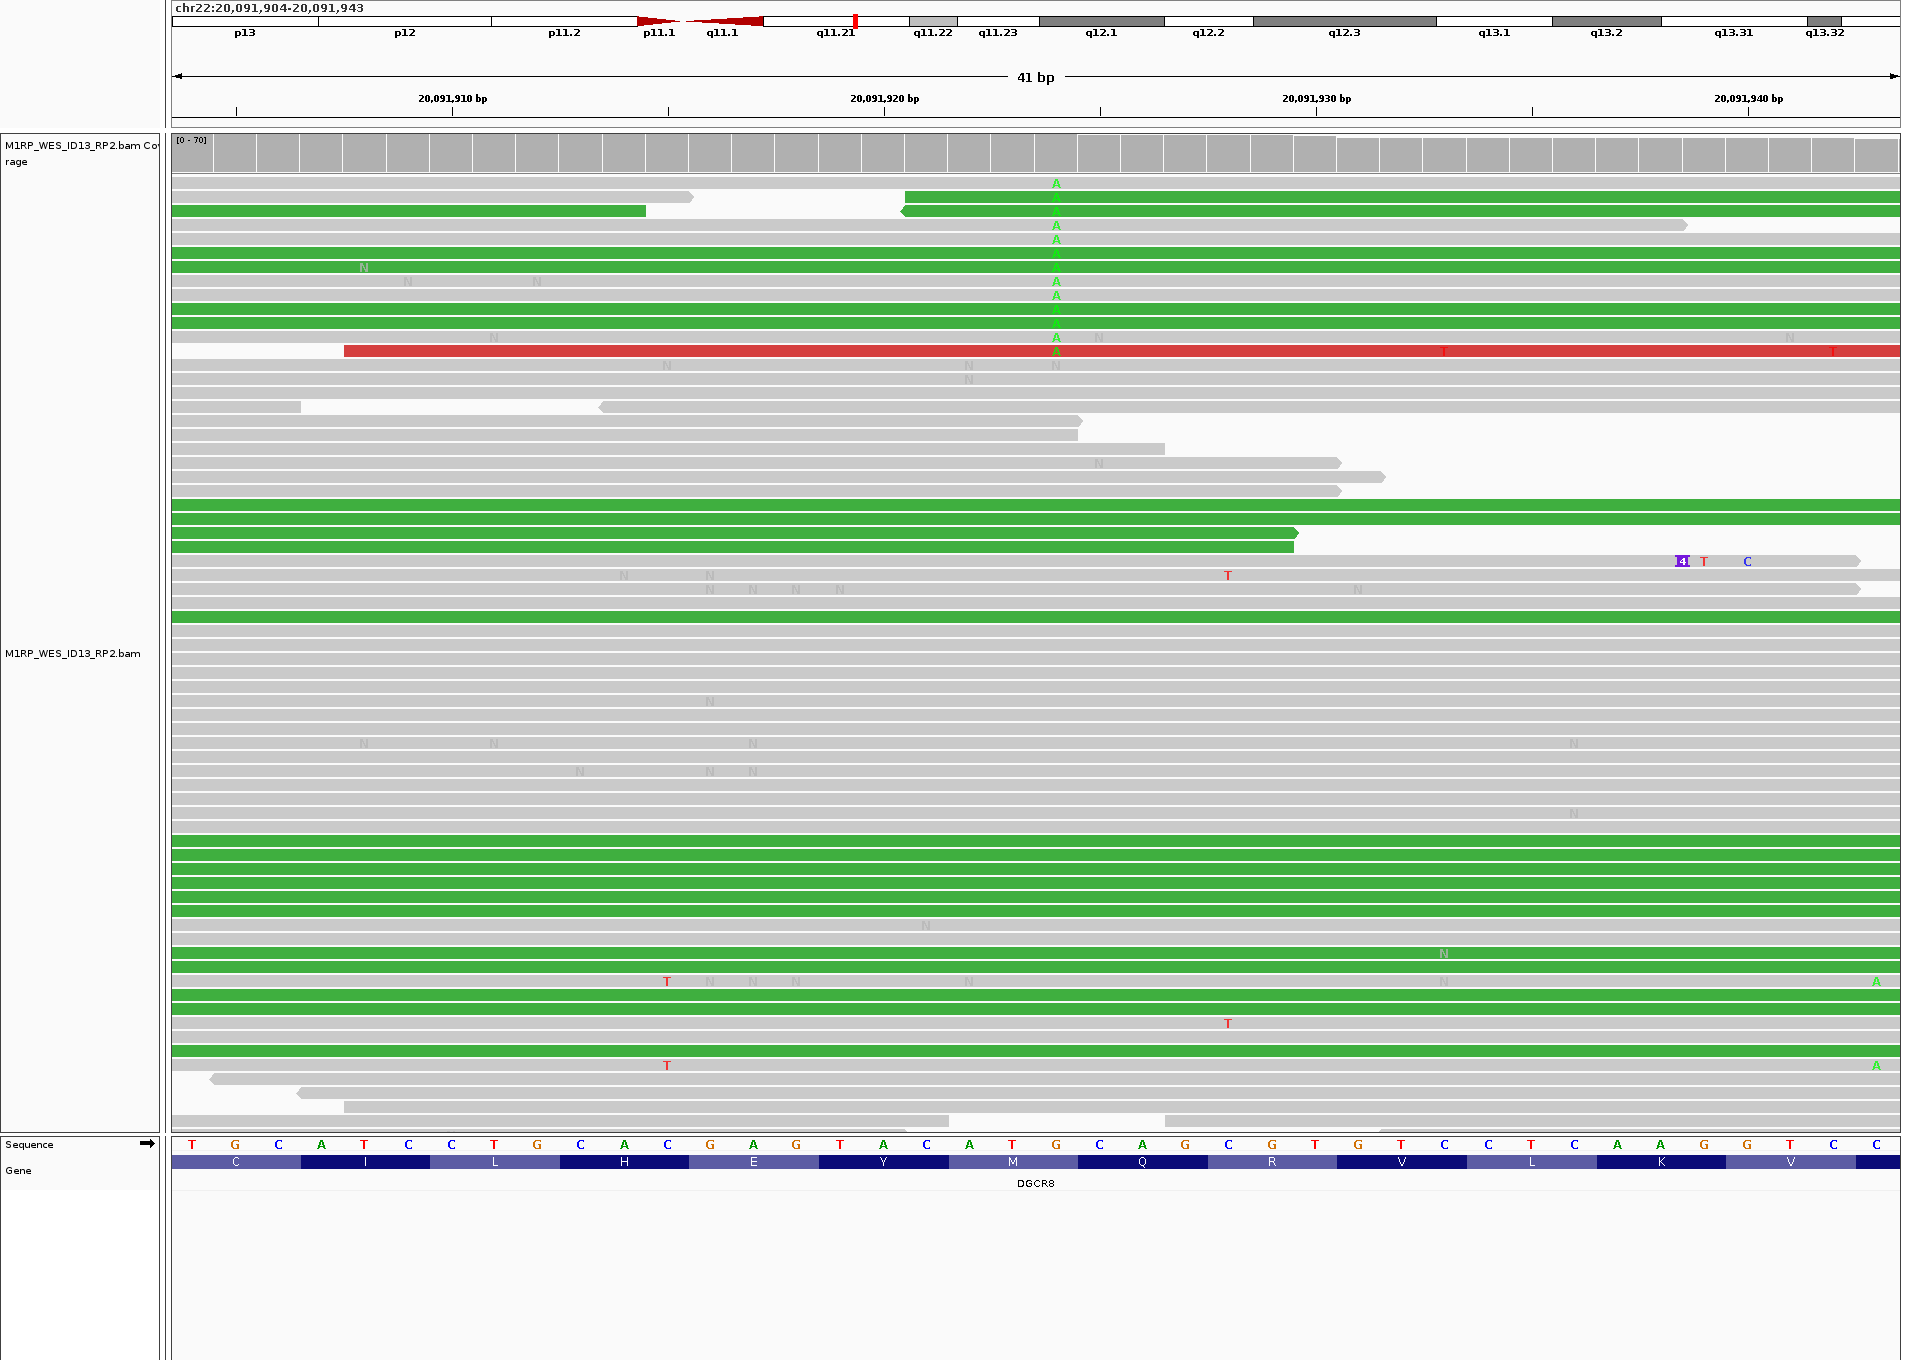 chr22:20,091,904-20,091,943
p13 p12 p11.2 p11.1 q11.1 q11.21 q11.22 q11.23 q12.1 q12.2 q12.3 q13.1 q13.2 q13.31 q13.32
41 bp
20,091,910 bp 20,091,920 bp 20,091,930 bp 20,091,940 bp
M1RP_WES_ID13_RP2.bam Co
rage
[0 - 70]
A
A
A
A
A
A
N A
N N A
A
A
A
N A N N
A T T
N N N
N
N
4 T C
N N T
N N N N N
M1RP_WES_ID13_RP2.bam
N
N N N N
N N N
N
N
N
T N N N N N A
T
T A
Sequence T G C A T C C T G C A C G A G T A C A T G C A G C G T G T C C T C A A G G T C C
Gene C I L H E Y M Q R V L K V
DGCR8